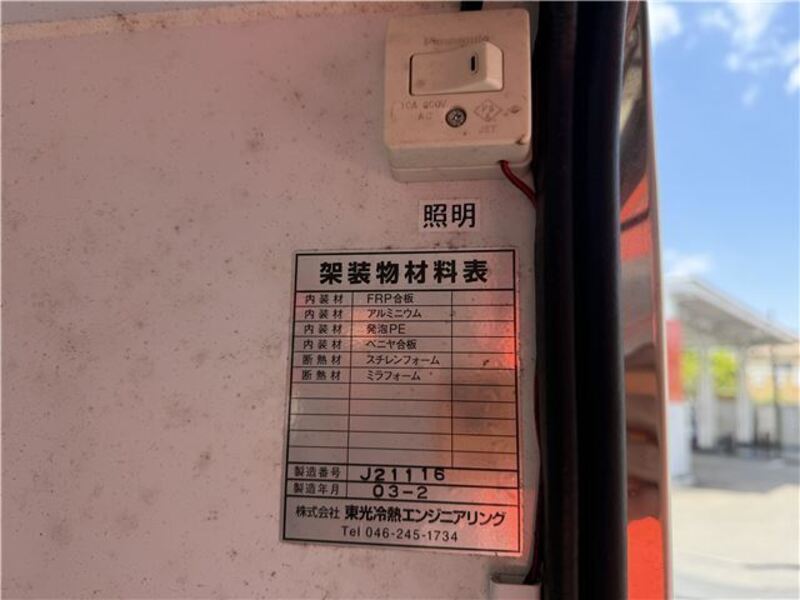 Panasonic
10A 300V
AC
JET
照明
架装物材料表
内装材 FRP合板
内装材 アルミニウム
内装材 発泡PE
内装材 ベニヤ合板
断熱材 スチレンフォーム
断熱材 ミラフォーム
製造番号 J21116
製造年月 03-2
株式会社 東光冷熱エンジニアリング
Tel 046-245-1734